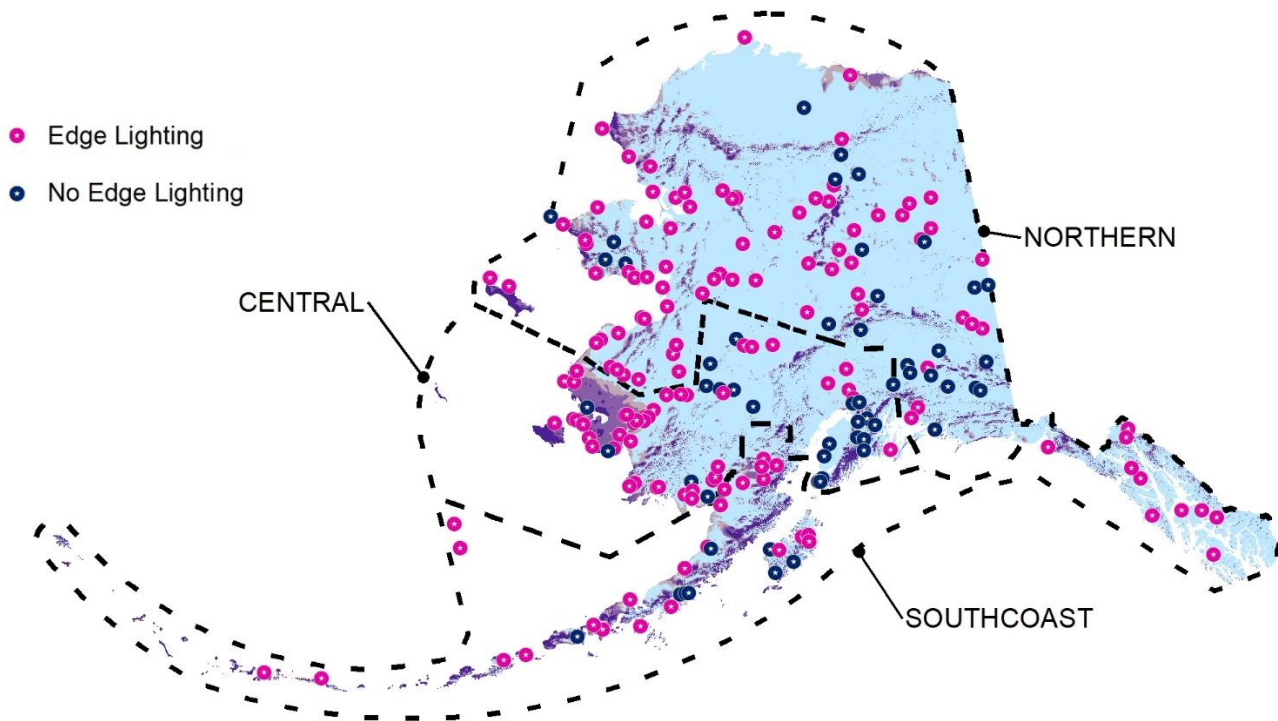 Edge Lighting
No Edge Lighting
NORTHERN
CENTRAL
SOUTHCOAST